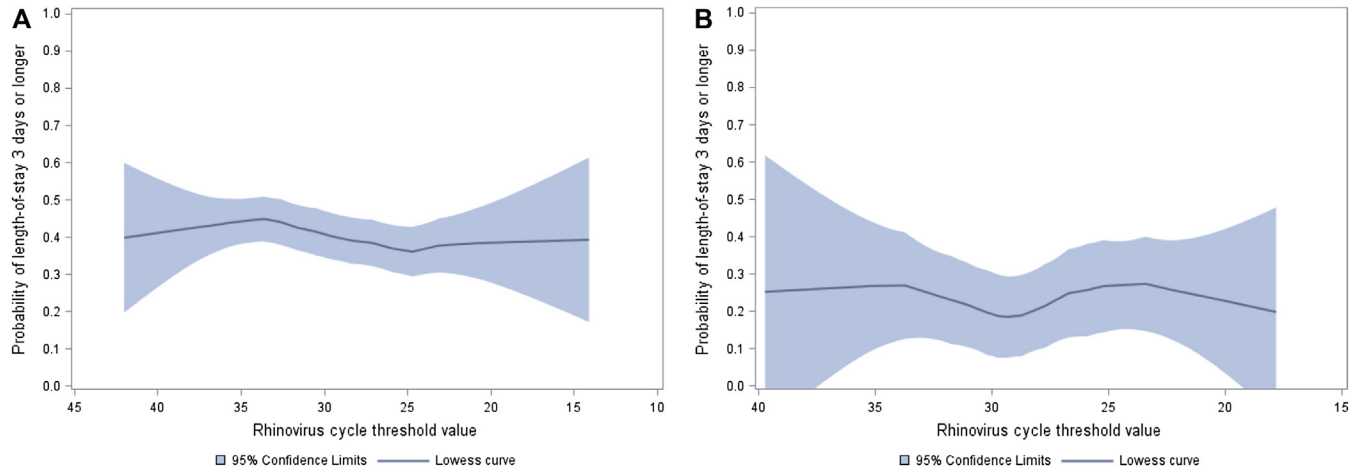 A
Probability of length-of-stay 3 days or longer
1.0
0.9
0.8
0.7
0.6
0.5
0.4
0.3
0.2
0.1
0.0
45 40 35 30 25 20 15 10
Rhinovirus cycle threshold value
95% Confidence Limits Lowess curve
B
Probability of length-of-stay 3 days or longer
1.0
0.9
0.8
0.7
0.6
0.5
0.4
0.3
0.2
0.1
0.0
40 35 30 25 20 15
Rhinovirus cycle threshold value
95% Confidence Limits Lowess curve